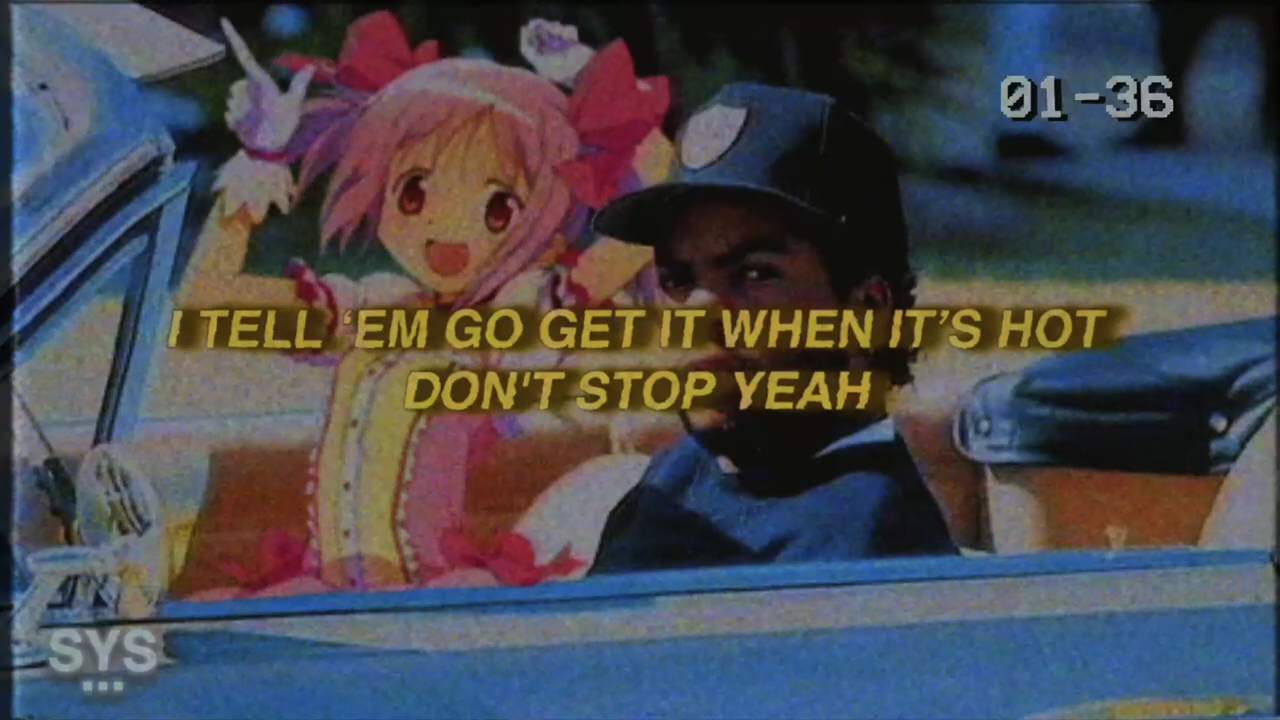 01-36
I TELL ‘EM GO GET IT WHEN IT’S HOT
DON'T STOP YEAH
SYS